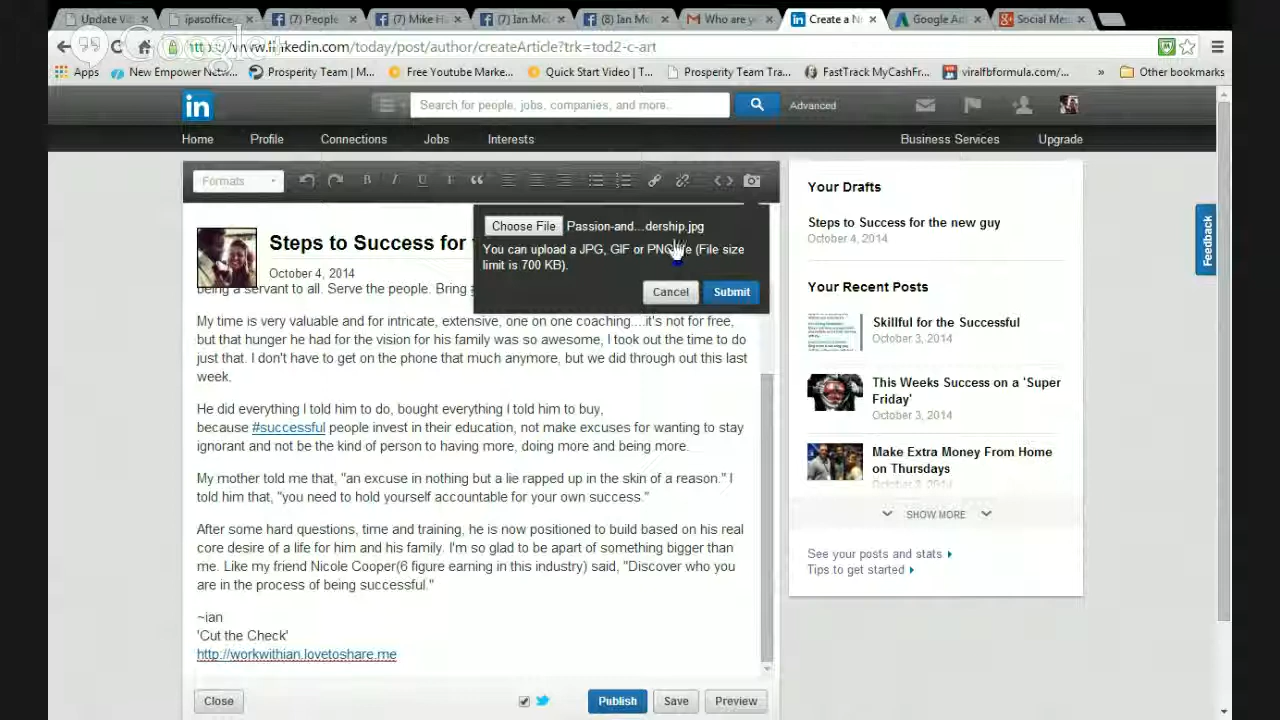 Update Vi
ipasoffice
(7) People
(7) Mike H
(7) Ian Mc
(8) Ian Mc
Who are y
Create a N
Google Ad
Social Me
Google
https://www.linkedin.com/today/post/author/createArticle?trk=tod2-c-art
Apps
New Empower Netw...
Prosperity Team | M...
Free Youtube Marke...
Quick Start Video | T...
Prosperity Team Tra...
FastTrack MyCashFr...
viralfbformula.com/...
»
Other bookmarks
in
Search for people, jobs, companies, and more.
Advanced
Home
Profile
Connections
Jobs
Interests
Business Services
Upgrade
Formats
B I U
Choose File Passion-and...dership.jpg
You can upload a JPG, GIF or PNG file (File size
limit is 700 KB).
Cancel
Submit
Steps to Success for
October 4, 2014
being a servant to all. Serve the people. Bring
My time is very valuable and for intricate, extensive, one on one coaching....it's not for free,
but that hunger he had for the vision for his family was so awesome, I took out the time to do
just that. I don't have to get on the phone that much anymore, but we did through out this last
week.
He did everything I told him to do, bought everything I told him to buy,
because #successful people invest in their education, not make excuses for wanting to stay
ignorant and not be the kind of person to having more, doing more and being more.
My mother told me that, "an excuse in nothing but a lie rapped up in the skin of a reason." I
told him that, "you need to hold yourself accountable for your own success."
After some hard questions, time and training, he is now positioned to build based on his real
core desire of a life for him and his family. I'm so glad to be apart of something bigger than
me. Like my friend Nicole Cooper(6 figure earning in this industry) said, "Discover who you
are in the process of being successful."
~ian
'Cut the Check'
http://workwithian.lovetoshare.me
Close
Publish
Save
Preview
Your Drafts
Steps to Success for the new guy
October 4, 2014
Your Recent Posts
Skillful for the Successful
October 3, 2014
This Weeks Success on a 'Super
Friday'
October 3, 2014
Make Extra Money From Home
on Thursdays
October 3, 2014
SHOW MORE
See your posts and stats
Tips to get started
Feedback